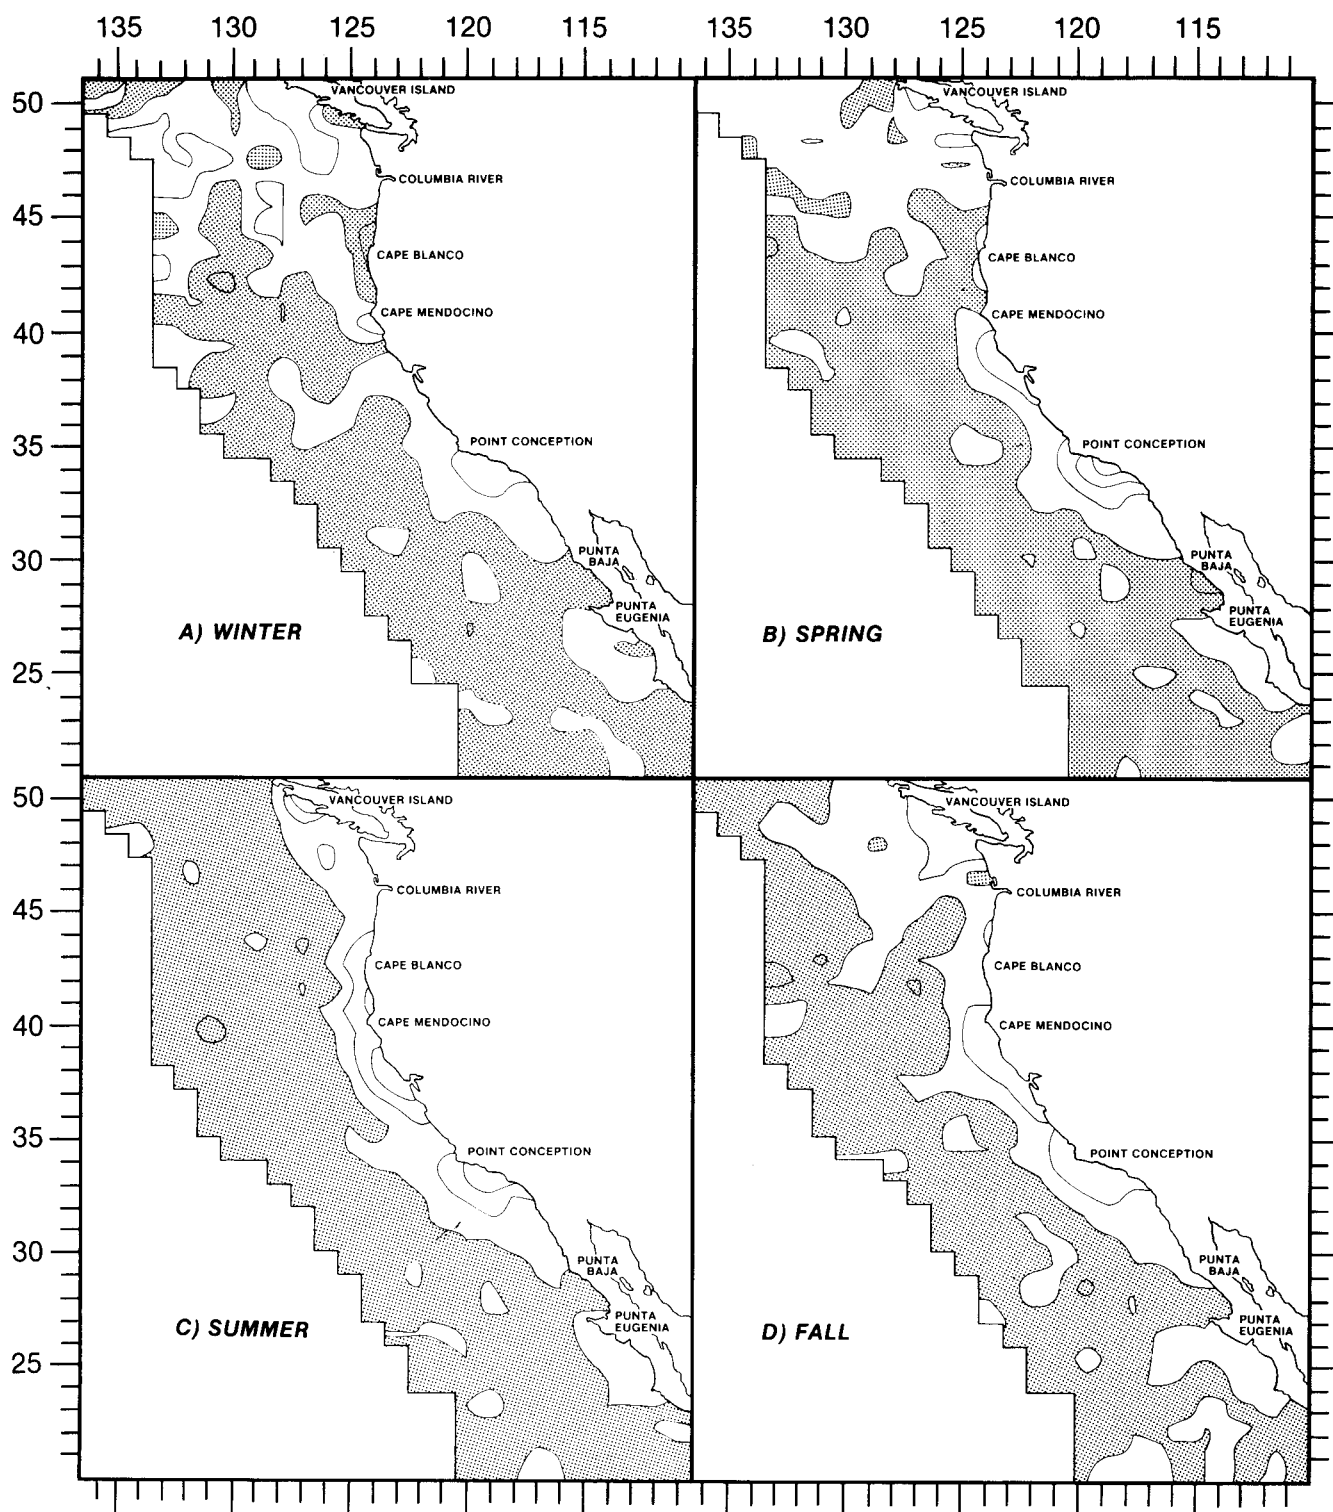 135 130 125 120 115 135 130 125 120 115
50
45
40
35
30
25
VANCOUVER ISLAND
COLUMBIA RIVER
CAPE BLANCO
CAPE MENDOCINO
POINT CONCEPTION
PUNTA
BAJA
PUNTA
EUGENIA
A) WINTER
VANCOUVER ISLAND
COLUMBIA RIVER
CAPE BLANCO
CAPE MENDOCINO
POINT CONCEPTION
PUNTA
BAJA
PUNTA
EUGENIA
B) SPRING
50
45
40
35
30
25
VANCOUVER ISLAND
COLUMBIA RIVER
CAPE BLANCO
CAPE MENDOCINO
POINT CONCEPTION
PUNTA
BAJA
PUNTA
EUGENIA
C) SUMMER
VANCOUVER ISLAND
COLUMBIA RIVER
CAPE BLANCO
CAPE MENDOCINO
POINT CONCEPTION
PUNTA
BAJA
PUNTA
EUGENIA
D) FALL